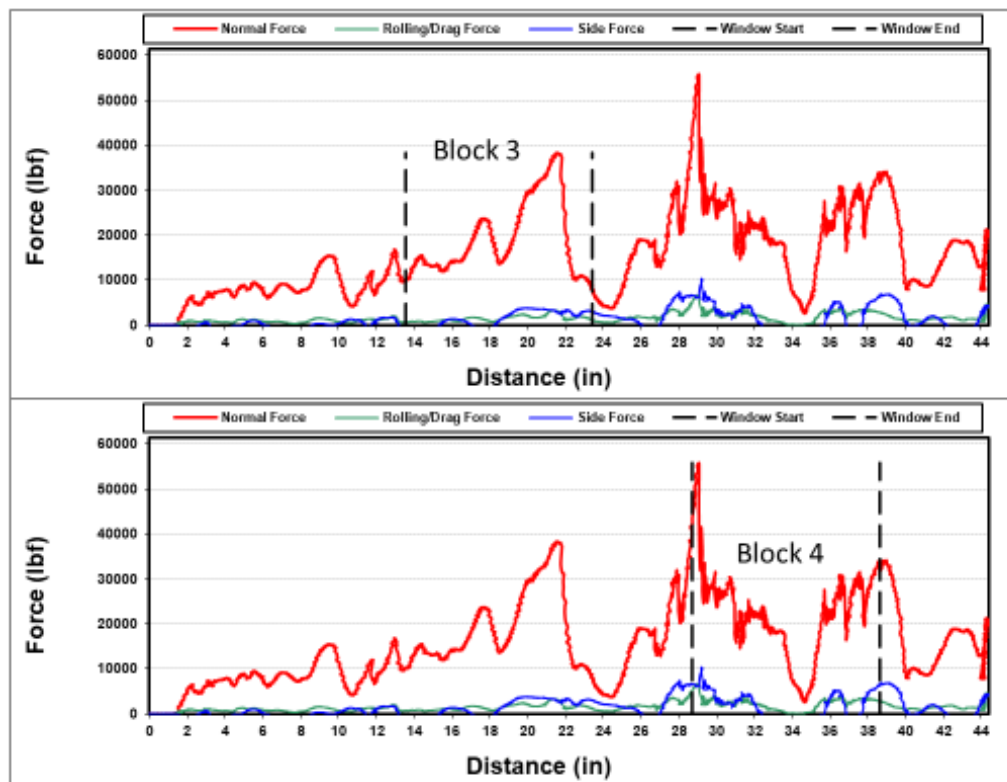 Normal Force Rolling/Drag Force Side Force Window Start Window End
60000
50000
40000
30000
20000
10000
0
Force (lbf)
Block 3
0 2 4 6 8 10 12 14 16 18 20 22 24 26 28 30 32 34 36 38 40 42 44
Distance (in)
Normal Force Rolling/Drag Force Side Force Window Start Window End
60000
50000
40000
30000
20000
10000
0
Force (lbf)
Block 4
0 2 4 6 8 10 12 14 16 18 20 22 24 26 28 30 32 34 36 38 40 42 44
Distance (in)